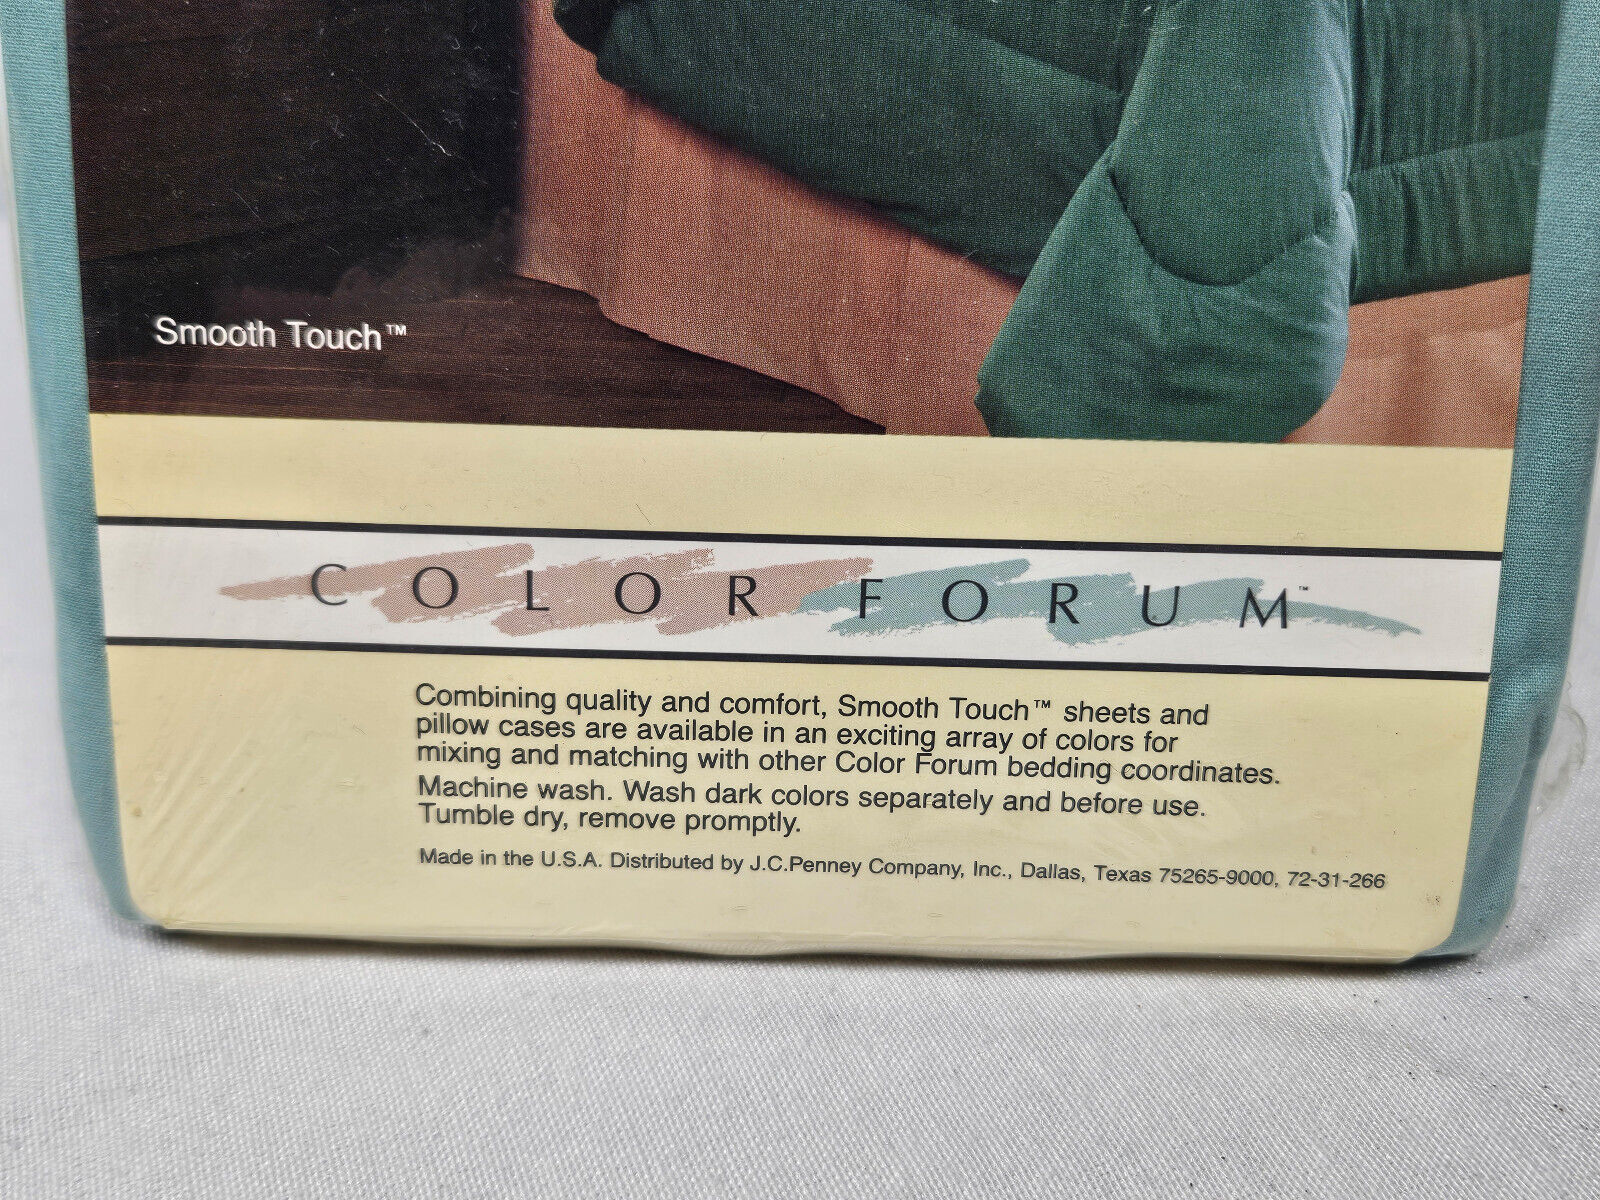 Smooth Touch™
COLOR FORUM™
Combining quality and comfort, Smooth Touch™ sheets and
pillow cases are available in an exciting array of colors for
mixing and matching with other Color Forum bedding coordinates.
Machine wash. Wash dark colors separately and before use.
Tumble dry, remove promptly.
Made in the U.S.A. Distributed by J.C.Penney Company, Inc., Dallas, Texas 75265-9000, 72-31-266